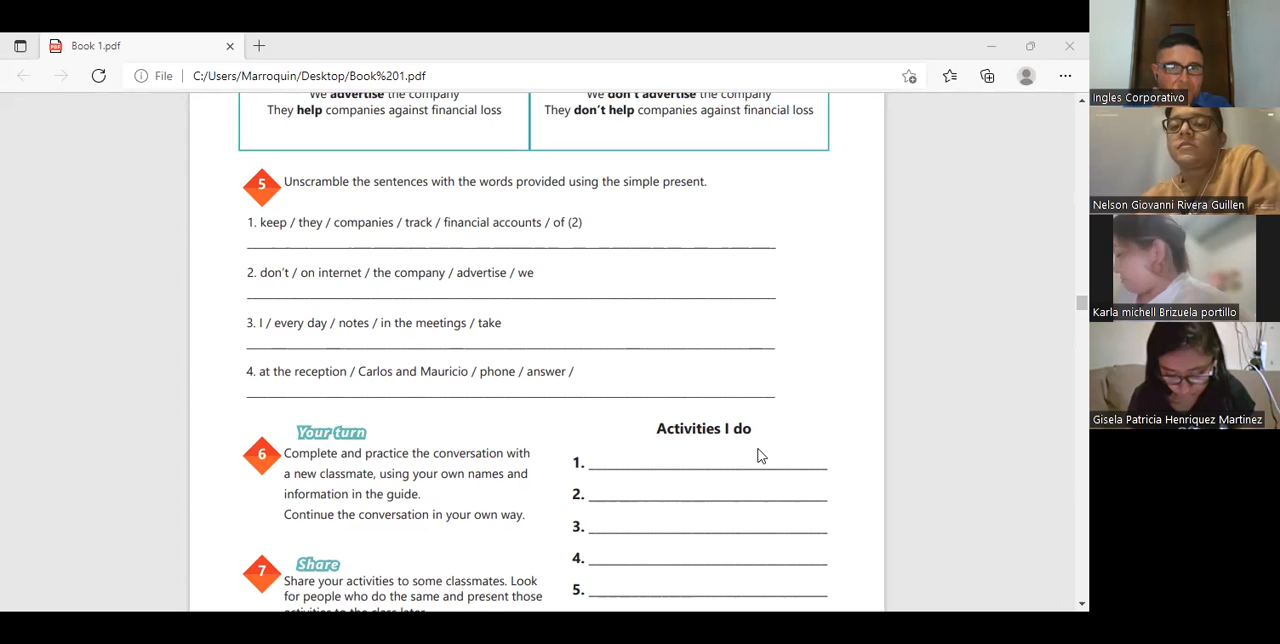 Book 1.pdf
File
C:/Users/Marroquin/Desktop/Book%201.pdf
We advertise the company
We don't advertise the company
They help companies against financial loss
They don't help companies against financial loss
5
Unscramble the sentences with the words provided using the simple present.
1. keep / they / companies / track / financial accounts / of (2)
2. don't / on internet / the company / advertise / we
3. I / every day / notes / in the meetings / take
4. at the reception / Carlos and Mauricio / phone / answer /
6
Your turn
Complete and practice the conversation with
a new classmate, using your own names and
information in the guide.
Continue the conversation in your own way.
Activities I do
1.
2.
3.
4.
5.
7
Share
Share your activities to some classmates. Look
for people who do the same and present those
activities to the class later
Ingles Corporativo
Nelson Giovanni Rivera Guillen
Karla michell Brizuela portillo
Gisela Patricia Henriquez Martinez